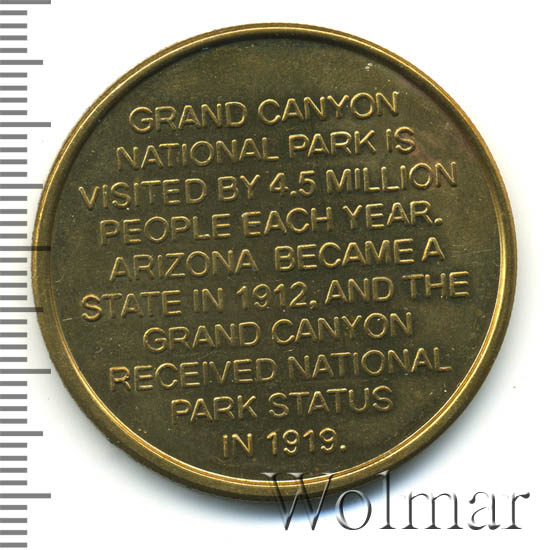 GRAND CANYON
NATIONAL PARK IS
VISITED BY 4.5 MILLION
PEOPLE EACH YEAR.
ARIZONA BECAME A
STATE IN 1912, AND THE
GRAND CANYON
RECEIVED NATIONAL
PARK STATUS
IN 1919.
Wolmar